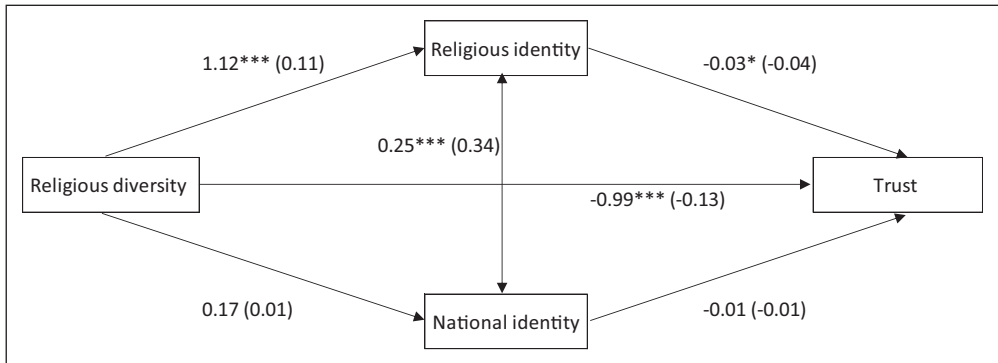 Religious identity
1.12*** (0.11)
-0.03* (-0.04)
0.25*** (0.34)
Religious diversity
Trust
-0.99*** (-0.13)
0.17 (0.01)
National identity
-0.01 (-0.01)